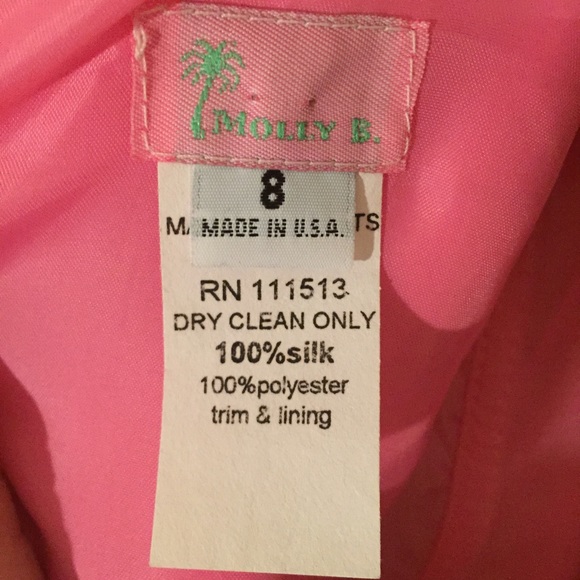 MOLLY B.
8
MADE IN U.S.A.
RN 111513
DRY CLEAN ONLY
100%silk
100%polyester
trim & lining